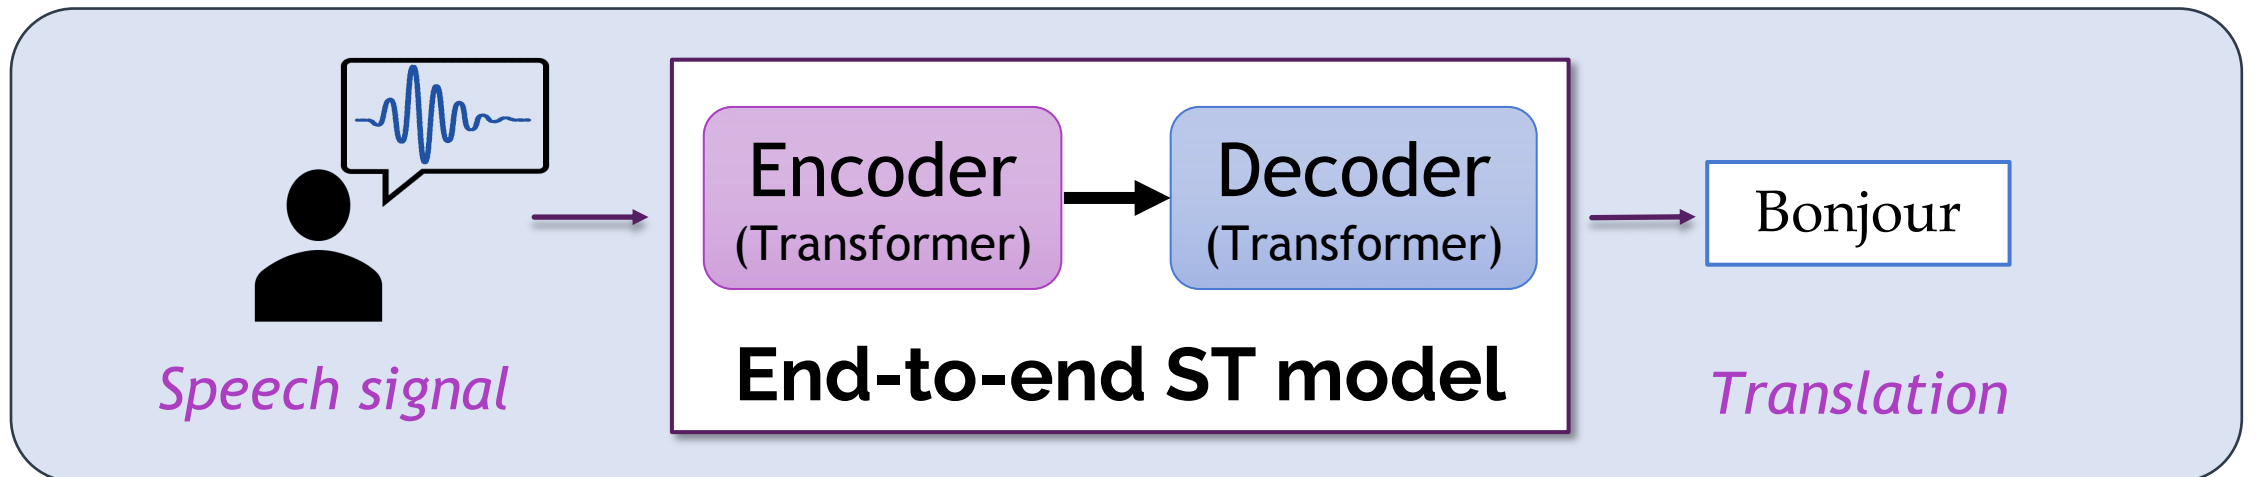 Speech signal
Encoder
(Transformer)
Decoder
(Transformer)
End-to-end ST model
Bonjour
Translation